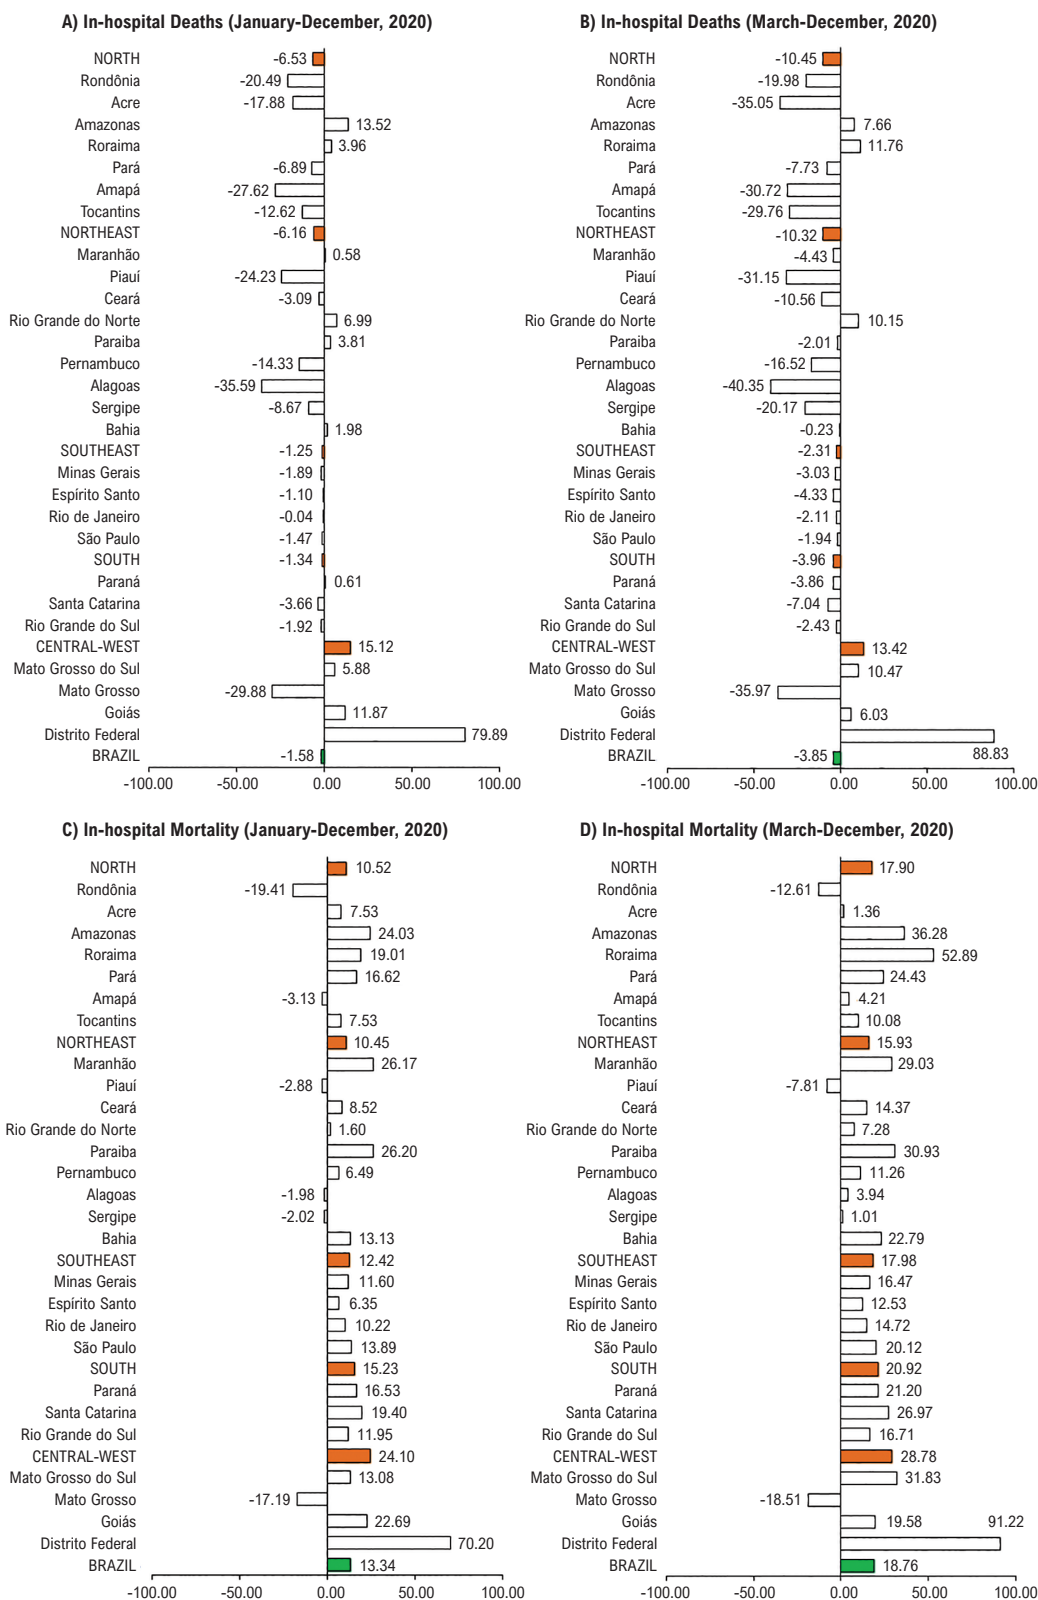 A) In-hospital Deaths (January-December, 2020)
NORTH -6.53
Rondônia -20.49
Acre -17.88
Amazonas 13.52
Roraima 3.96
Pará -6.89
Amapá -27.62
Tocantins -12.62
NORTHEAST -6.16
Maranhão 0.58
Piauí -24.23
Ceará -3.09
Rio Grande do Norte 6.99
Paraiba 3.81
Pernambuco -14.33
Alagoas -35.59
Sergipe -8.67
Bahia 1.98
SOUTHEAST -1.25
Minas Gerais -1.89
Espírito Santo -1.10
Rio de Janeiro -0.04
São Paulo -1.47
SOUTH -1.34
Paraná 0.61
Santa Catarina -3.66
Rio Grande do Sul -1.92
CENTRAL-WEST 15.12
Mato Grosso do Sul 5.88
Mato Grosso -29.88
Goiás 11.87
Distrito Federal 79.89
BRAZIL -1.58
-100.00 -50.00 0.00 50.00 100.00
B) In-hospital Deaths (March-December, 2020)
NORTH -10.45
Rondônia -19.98
Acre -35.05
Amazonas 7.66
Roraima 11.76
Pará -7.73
Amapá -30.72
Tocantins -29.76
NORTHEAST -10.32
Maranhão -4.43
Piauí -31.15
Ceará -10.56
Rio Grande do Norte 10.15
Paraiba -2.01
Pernambuco -16.52
Alagoas -40.35
Sergipe -20.17
Bahia -0.23
SOUTHEAST -2.31
Minas Gerais -3.03
Espírito Santo -4.33
Rio de Janeiro -2.11
São Paulo -1.94
SOUTH -3.96
Paraná -3.86
Santa Catarina -7.04
Rio Grande do Sul -2.43
CENTRAL-WEST 13.42
Mato Grosso do Sul 10.47
Mato Grosso -35.97
Goiás 6.03
Distrito Federal 88.83
BRAZIL -3.85
-100.00 -50.00 0.00 50.00 100.00
C) In-hospital Mortality (January-December, 2020)
NORTH 10.52
Rondônia -19.41
Acre 7.53
Amazonas 24.03
Roraima 19.01
Pará 16.62
Amapá -3.13
Tocantins 7.53
NORTHEAST 10.45
Maranhão 26.17
Piauí -2.88
Ceará 8.52
Rio Grande do Norte 1.60
Paraiba 26.20
Pernambuco 6.49
Alagoas -1.98
Sergipe -2.02
Bahia 13.13
SOUTHEAST 12.42
Minas Gerais 11.60
Espírito Santo 6.35
Rio de Janeiro 10.22
São Paulo 13.89
SOUTH 15.23
Paraná 16.53
Santa Catarina 19.40
Rio Grande do Sul 11.95
CENTRAL-WEST 24.10
Mato Grosso do Sul 13.08
Mato Grosso -17.19
Goiás 22.69
Distrito Federal 70.20
BRAZIL 13.34
-100.00 -50.00 0.00 50.00 100.00
D) In-hospital Mortality (March-December, 2020)
NORTH 17.90
Rondônia -12.61
Acre 1.36
Amazonas 36.28
Roraima 52.89
Pará 24.43
Amapá 4.21
Tocantins 10.08
NORTHEAST 15.93
Maranhão 29.03
Piauí -7.81
Ceará 14.37
Rio Grande do Norte 7.28
Paraiba 30.93
Pernambuco 11.26
Alagoas 3.94
Sergipe 1.01
Bahia 22.79
SOUTHEAST 17.98
Minas Gerais 16.47
Espírito Santo 12.53
Rio de Janeiro 14.72
São Paulo 20.12
SOUTH 20.92
Paraná 21.20
Santa Catarina 26.97
Rio Grande do Sul 16.71
CENTRAL-WEST 28.78
Mato Grosso do Sul 31.83
Mato Grosso -18.51
Goiás 19.58
Distrito Federal 91.22
BRAZIL 18.76
-100.00 -50.00 0.00 50.00 100.00